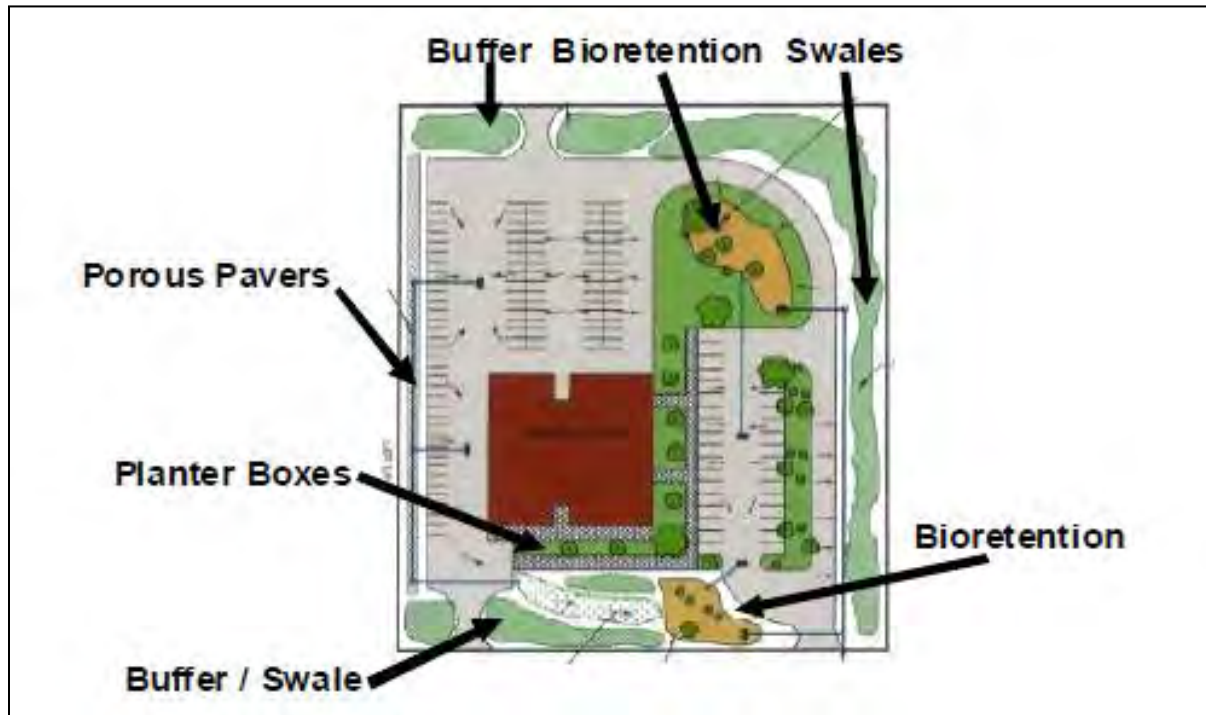 Buffer Bioretention Swales
Porous Pavers
Planter Boxes
Bioretention
Buffer / Swale